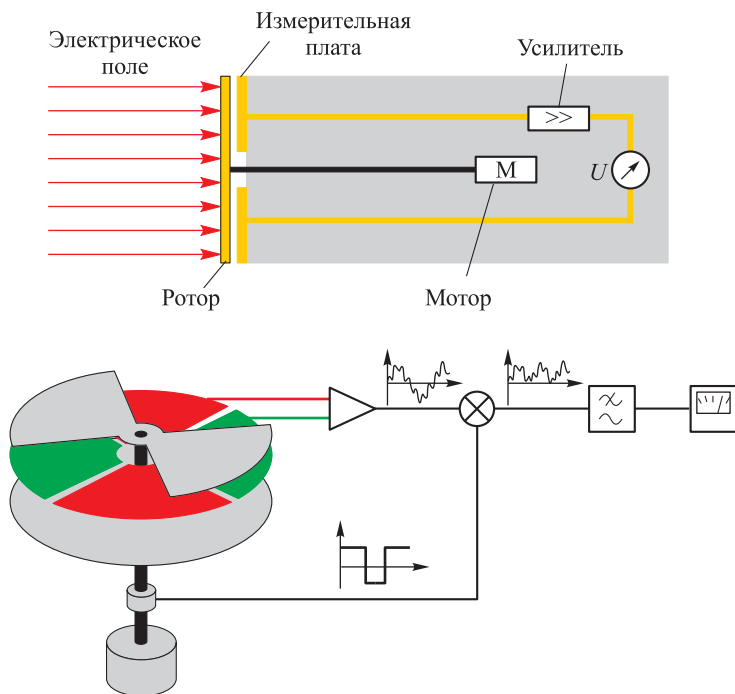 Электрическое
поле
Измерительная
плата
Усилитель
>>
M
U
Ротор
Мотор